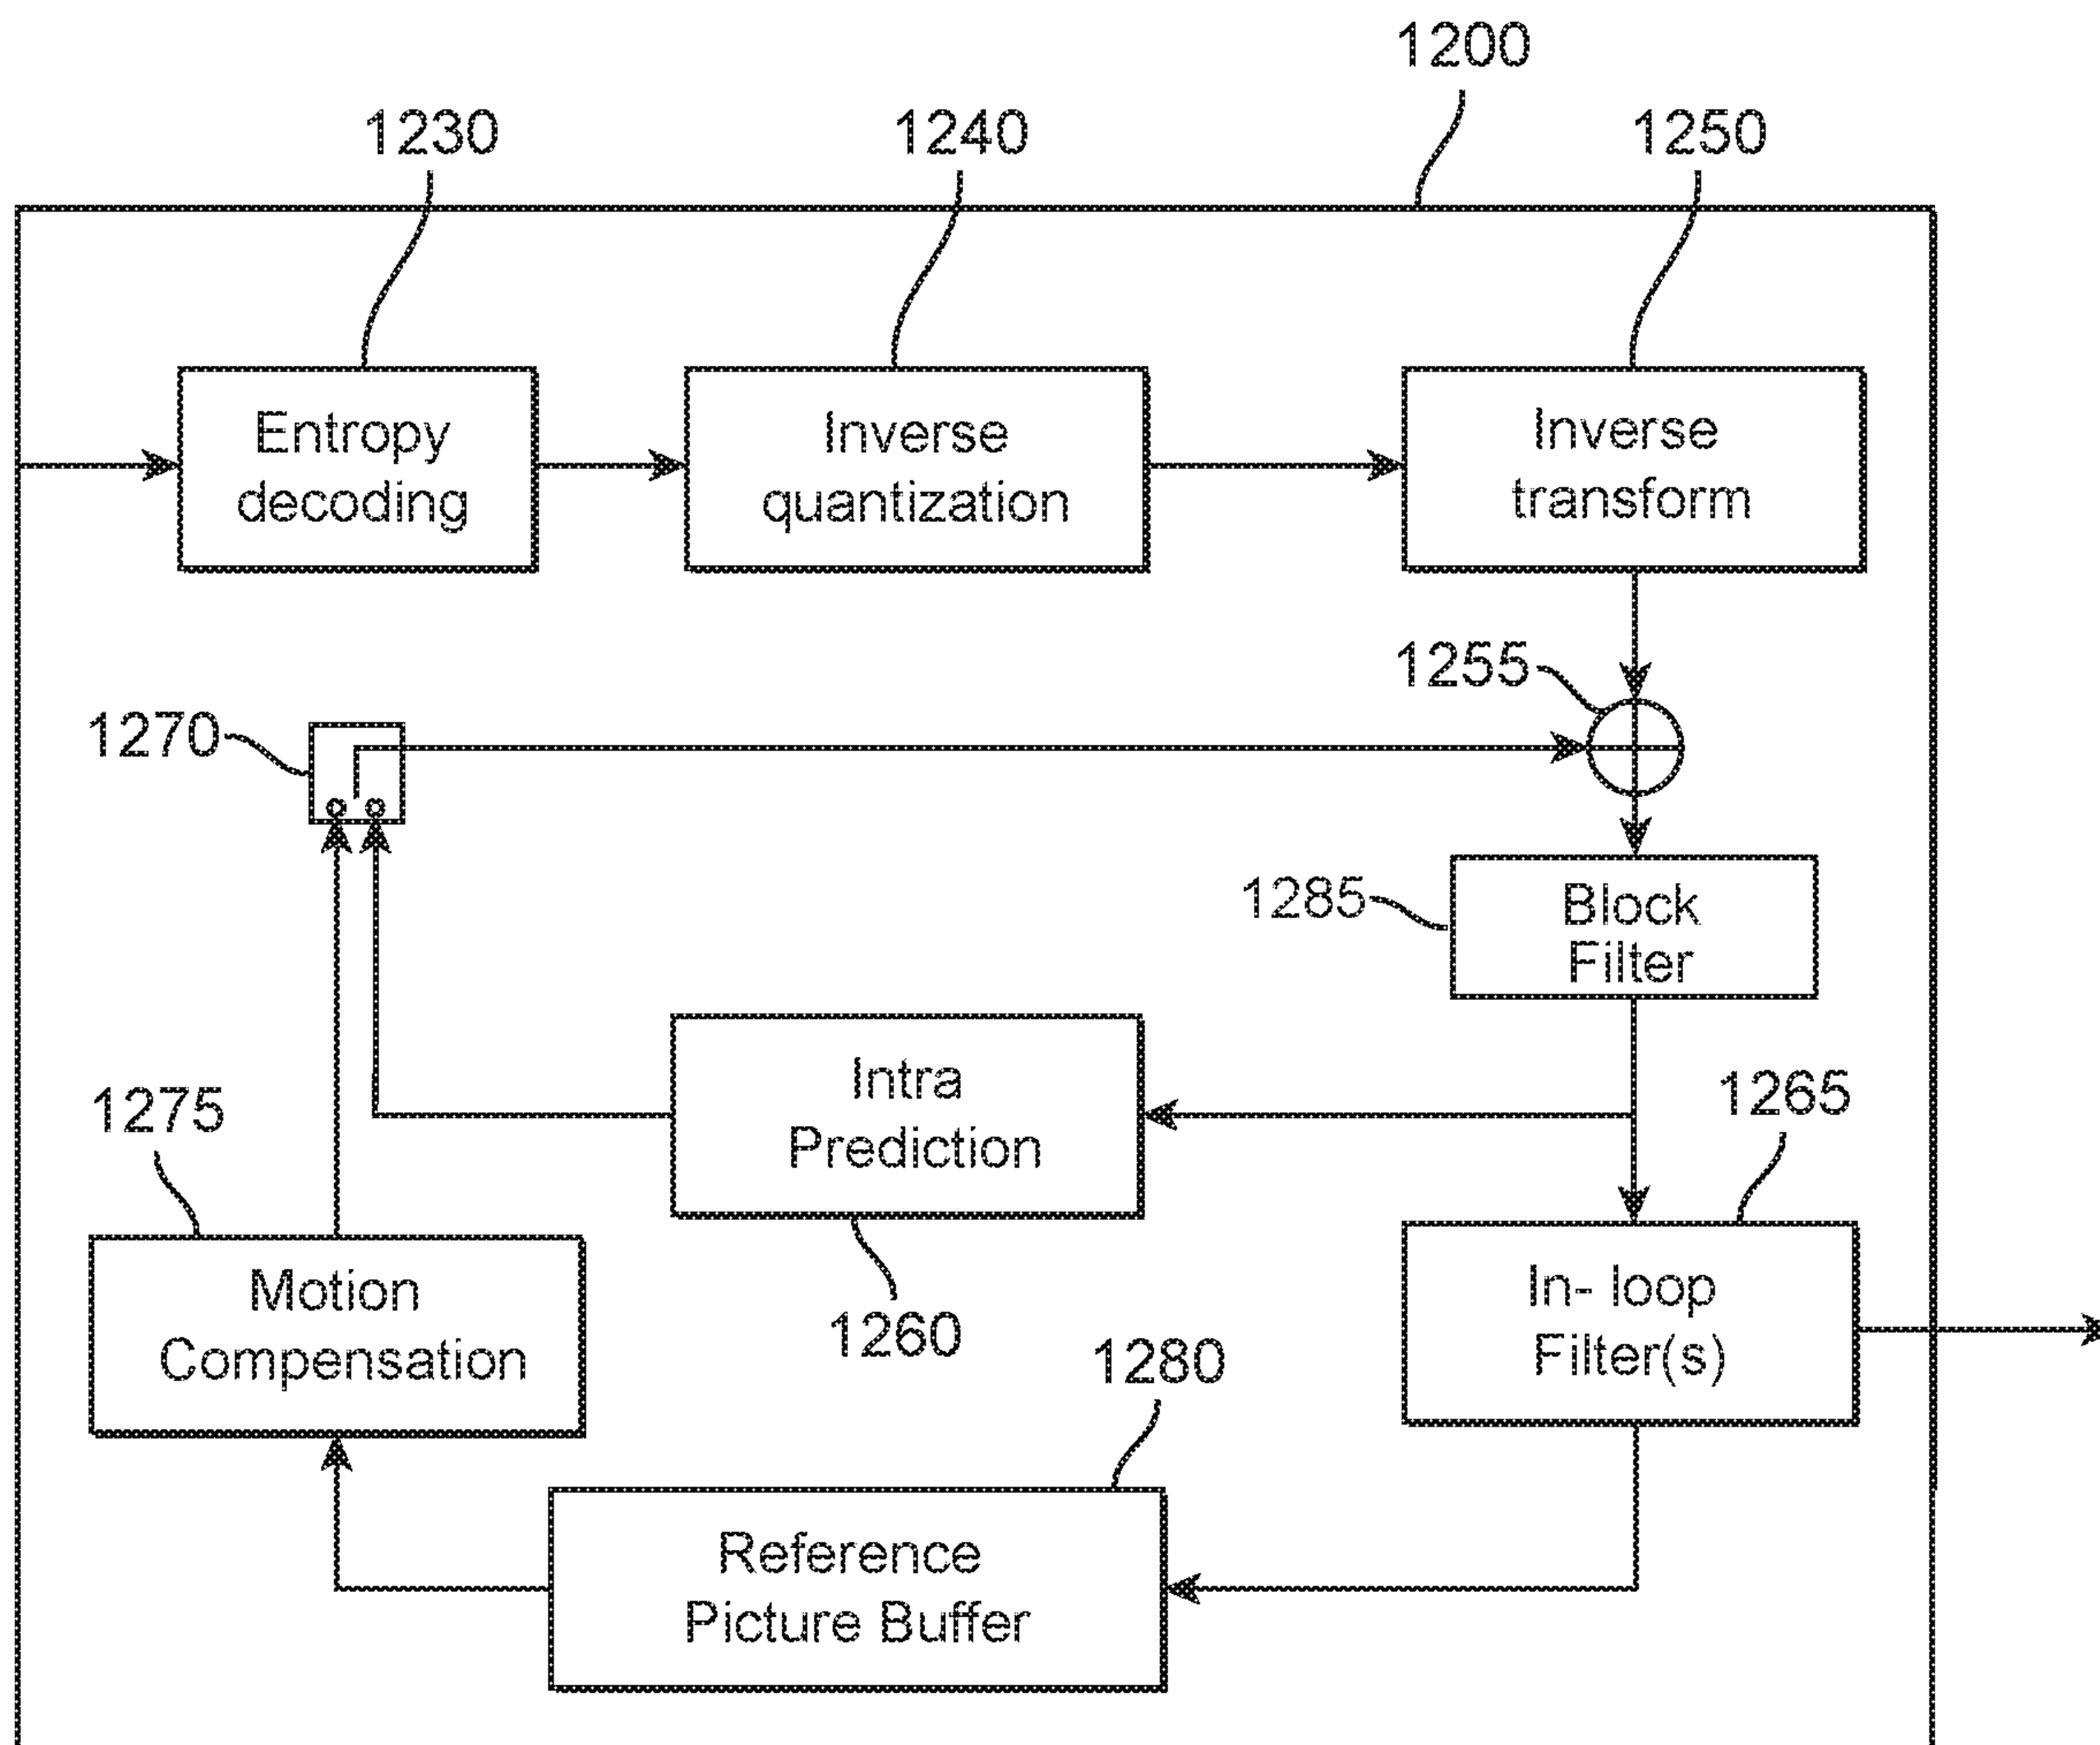 1200
1230
1240
1250
Entropy
decoding
Inverse
quantization
Inverse
transform
1255
1270
1285
Block
Filter
Intra
Prediction
1275
1265
Motion
Compensation
1260
In- loop
Filter(s)
1280
Reference
Picture Buffer